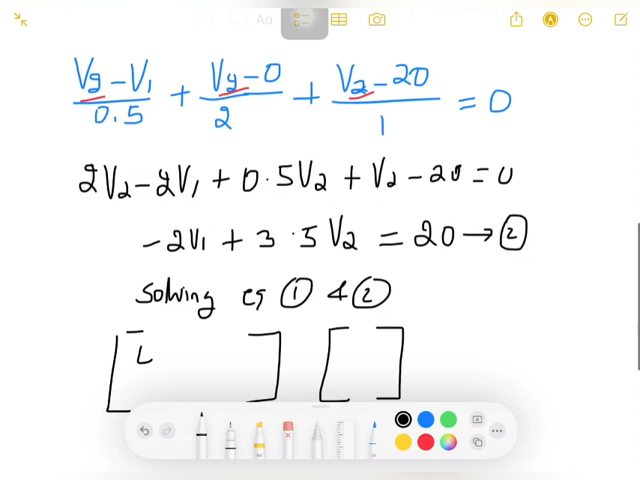 Aa
V2 - V1 / 0.5 + V2 - 0 / 2 + V2 - 20 / 1 = 0
2V2 - 2V1 + 0.5V2 + V2 - 20 = 0
-2V1 + 3.5V2 = 20 → ②
Solving eq ① & ②